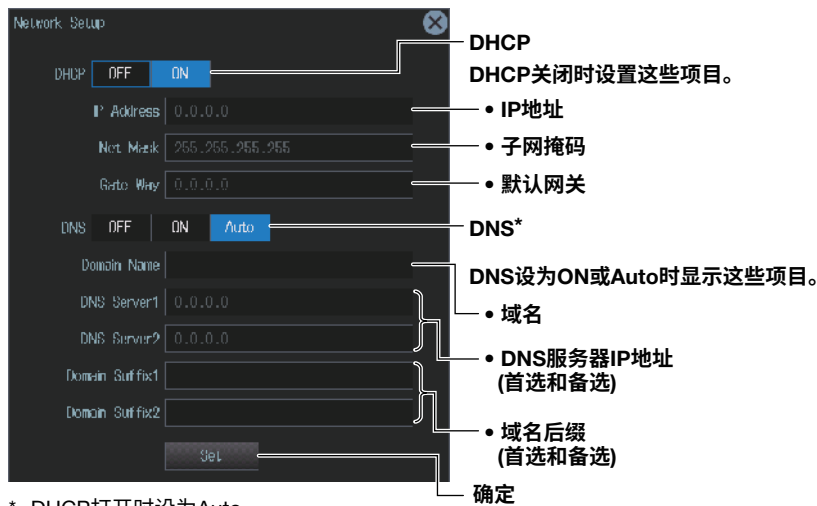 Network Setup
DHCP
DHCP OFF ON
DHCP关闭时设置这些项目。
IP Address 0.0.0.0
• IP地址
Net Mask 255.255.255.255
• 子网掩码
Gate Way 0.0.0.0
• 默认网关
DNS OFF ON Auto
DNS*
Domain Name
DNS设为ON或Auto时显示这些项目。
DNS Server1 0.0.0.0
• 域名
DNS Server2 0.0.0.0
• DNS服务器IP地址
(首选和备选)
Domain Suffix1
Domain Suffix2
• 域名后缀
(首选和备选)
Set
确定
* DHCP打开时设为Auto